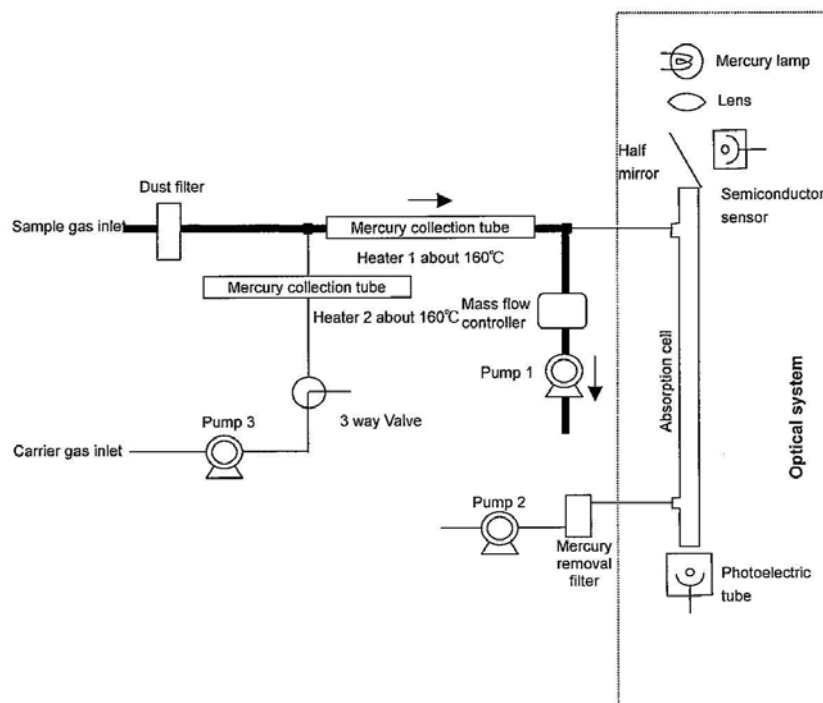 Mercury lamp
Lens
Half
mirror
Semiconductor
sensor
Dust filter
Sample gas inlet
Mercury collection tube
Heater 1 about 160℃
Mercury collection tube
Heater 2 about 160℃
Mass flow
controller
Pump 1
3 way Valve
Pump 3
Carrier gas inlet
Absorption cell
Optical system
Pump 2
Mercury
removal
filter
Photoelectric
tube